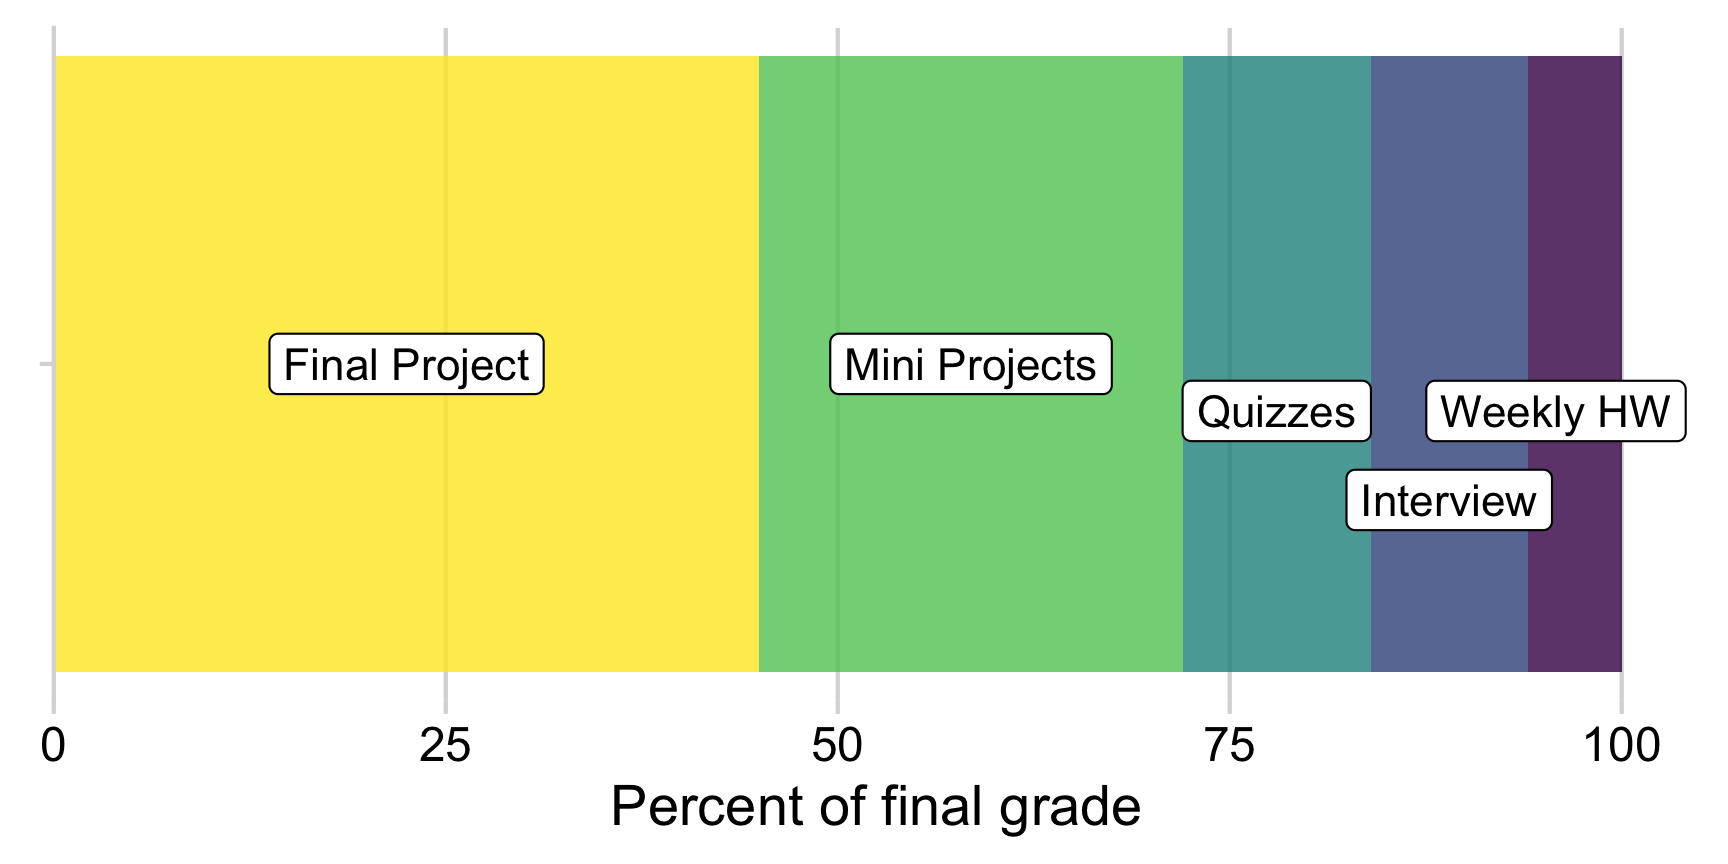 Final Project
Mini Projects
Quizzes
Weekly HW
Interview
0
25
50
75
100
Percent of final grade